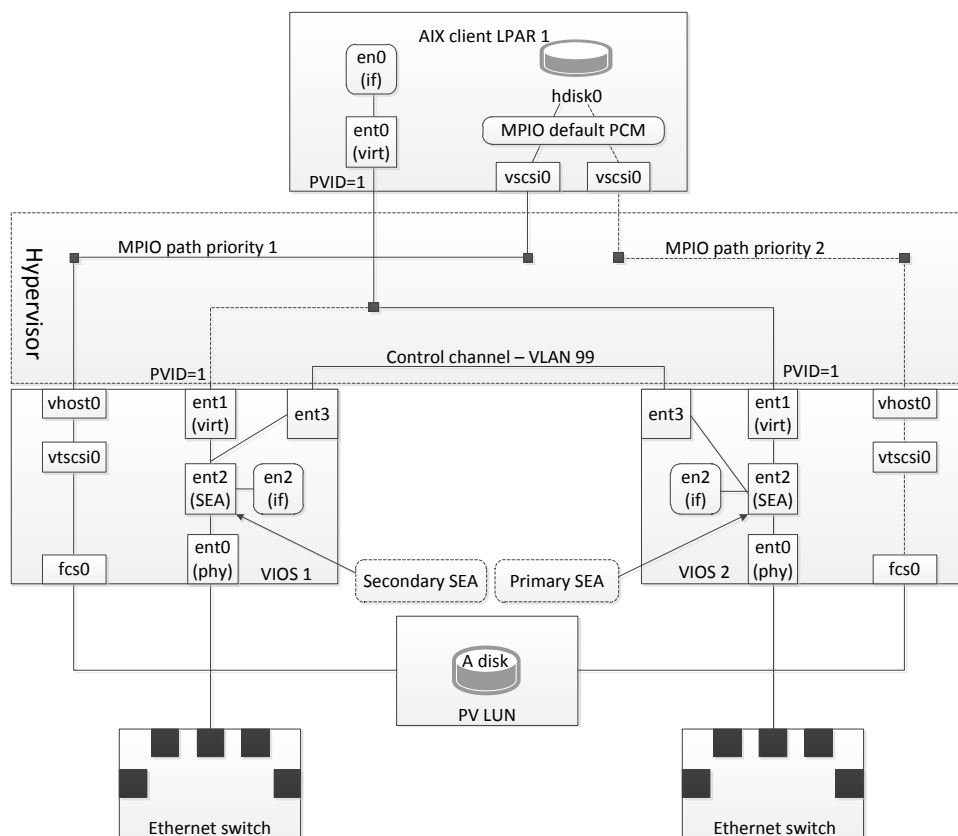 AIX client LPAR 1
en0
(if)
hdisk0
MPIO default PCM
ent0
(virt)
PVID=1
vscsi0
vscsi0
Hypervisor
MPIO path priority 1
MPIO path priority 2
Control channel – VLAN 99
PVID=1
PVID=1
vhost0
ent1
(virt)
ent3
ent3
ent1
(virt)
vhost0
vtscsi0
ent2
(SEA)
en2
(if)
en2
(if)
ent2
(SEA)
vtscsi0
fcs0
ent0
(phy)
VIOS 1
Secondary SEA
Primary SEA
VIOS 2
ent0
(phy)
fcs0
A disk
PV LUN
Ethernet switch
Ethernet switch